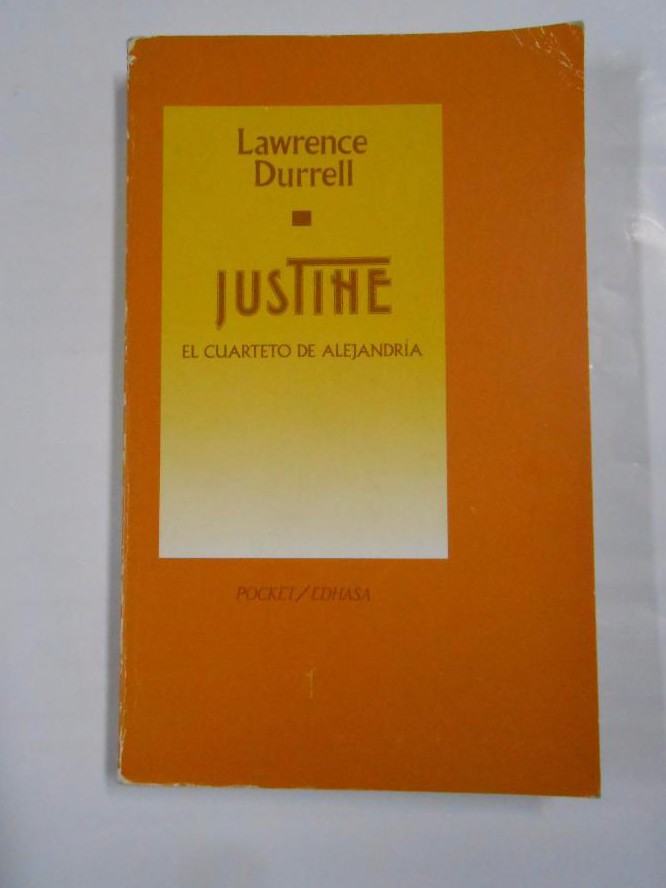 Lawrence
Durrell
JUSTINE
EL CUARTETO DE ALEJANDRÍA
POCKET/EDHASA
1